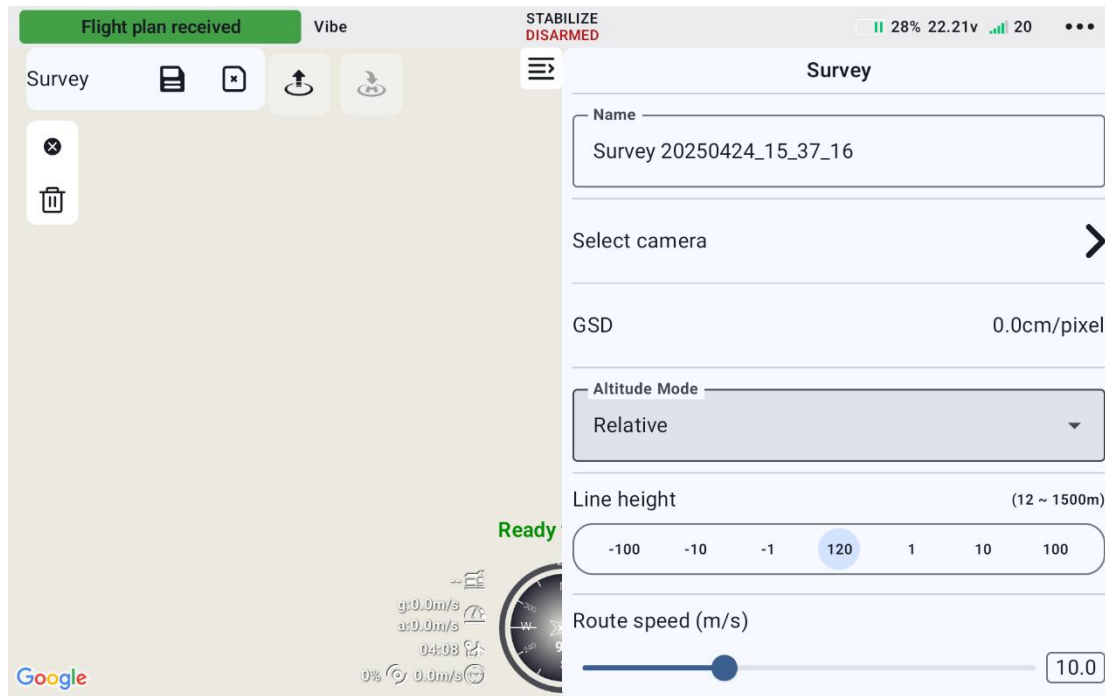 Flight plan received
Vibe
STABILIZE
DISARMED
28% 22.21v 20
Survey
Survey
Name
Survey 20250424_15_37_16
Select camera
GSD 0.0cm/pixel
Altitude Mode
Relative
Line height (12 ~ 1500m)
-100 -10 -1 120 1 10 100
Ready
--
g:0.0m/s
a:0.0m/s
04:08
0% 0.0m/s
300
W
240
Route speed (m/s)
10.0
Google